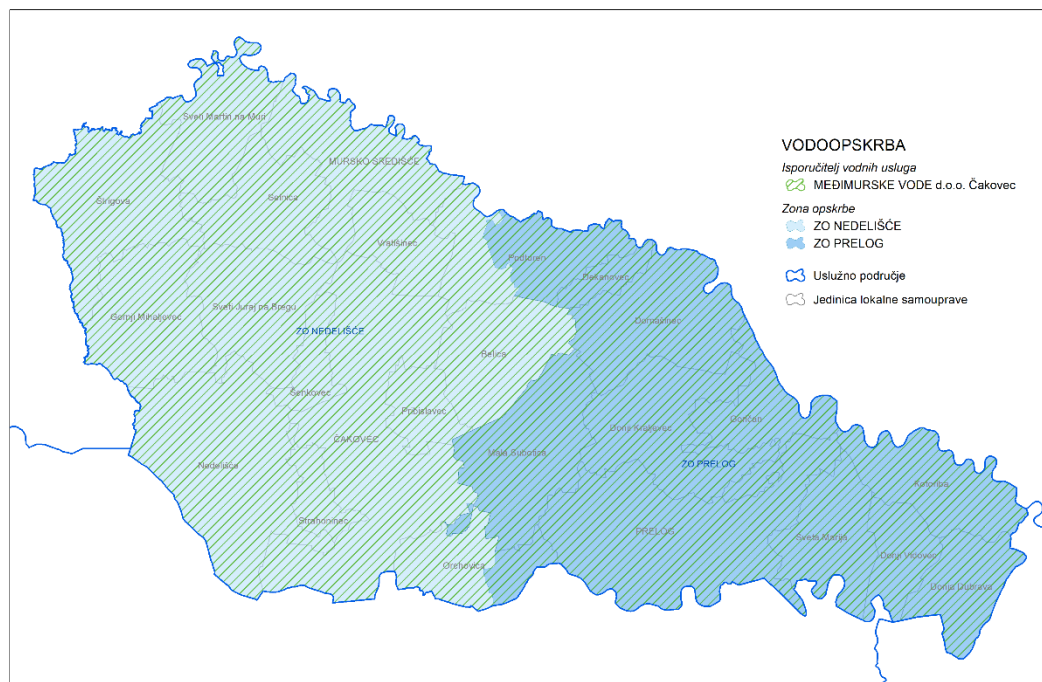 Sveti Martin na Muri
MURSKO SREDIŠĆE
Štrigova
Selnica
Vratišinec
Podturen
Dekanovec
Sveti Juraj na Bregu
Gornji Mihaljevec
ZO NEDELIŠĆE
Domašinec
Belica
Šenkovec
Pribislavec
Goričan
Donji Kraljevec
ČAKOVEC
Mala Subotica
Nedelišće
ZO PRELOG
Kotoriba
Strahoninec
PRELOG
Sveta Marija
Donji Vidovec
Orehovica
Donja Dubrava
VODOOPSKRBA
Isporučitelj vodnih usluga
MEĐIMURSKE VODE d.o.o. Čakovec
Zona opskrbe
ZO NEDELIŠĆE
ZO PRELOG
Uslužno područje
Jedinica lokalne samouprave